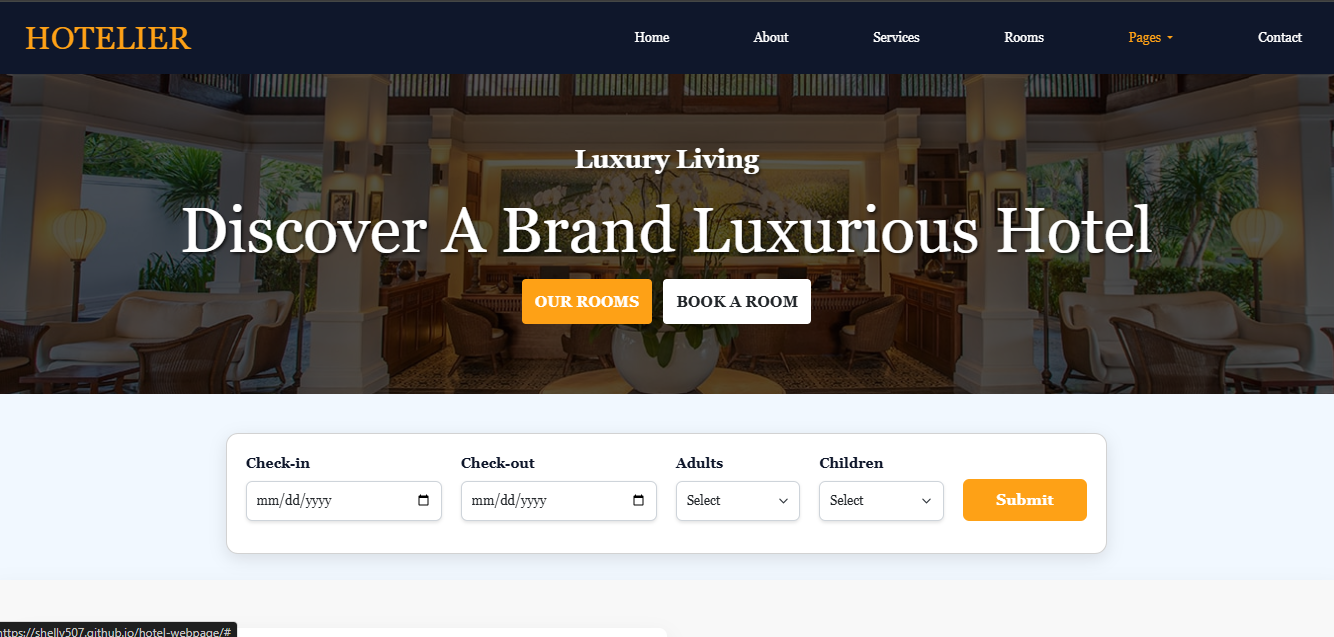 HOTELIER
Home About Services Rooms Pages Contact
Luxury Living
Discover A Brand Luxurious Hotel
OUR ROOMS BOOK A ROOM
Check-in Check-out Adults Children
mm/dd/yyyy mm/dd/yyyy Select Select Submit
https://shelly507.github.io/hotel-webpage/#